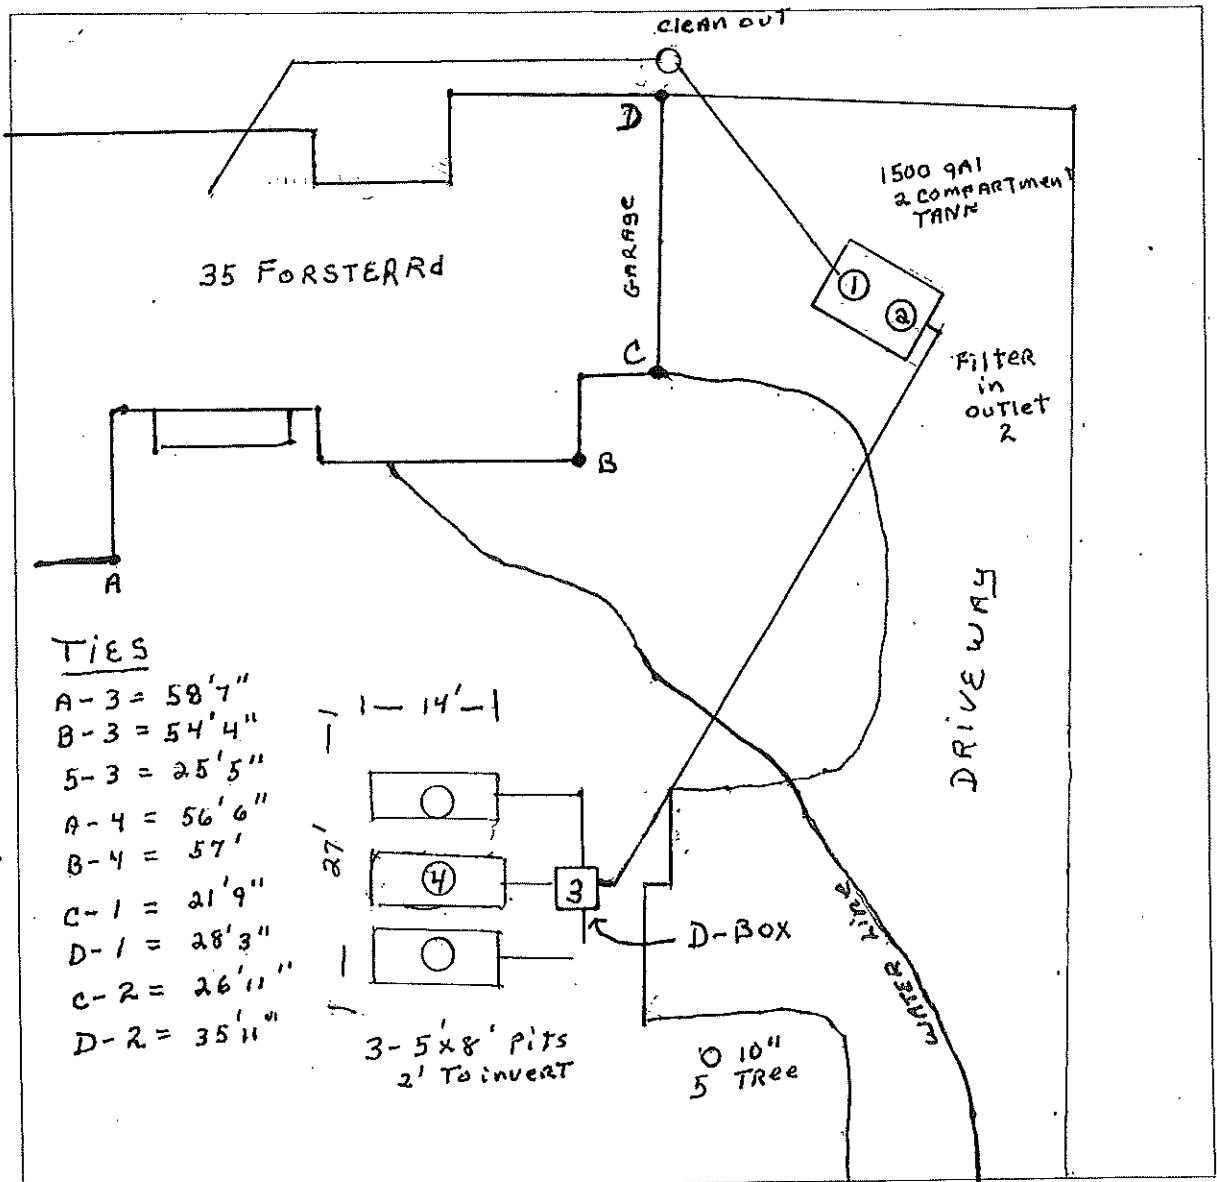 CLEAN OUT
D
1500 gAl
2 COMPARTMENT
TANK
GARAGE
35 FORSTER Rd
1
2
C
Filter
in
OUTLET
2
B
A
DRIVEWAY
TIES
A-3 = 58'7"
B-3 = 54'4"
5-3 = 25'5"
A-4 = 56'6"
B-4 = 57'
C-1 = 21'9"
D-1 = 28'3"
C-2 = 26'11"
D-2 = 35'11"
14'
27'
4
3
D-BOX
WATER LINE
3-5'x8' Pits
2' To invert
10"
5 TRee